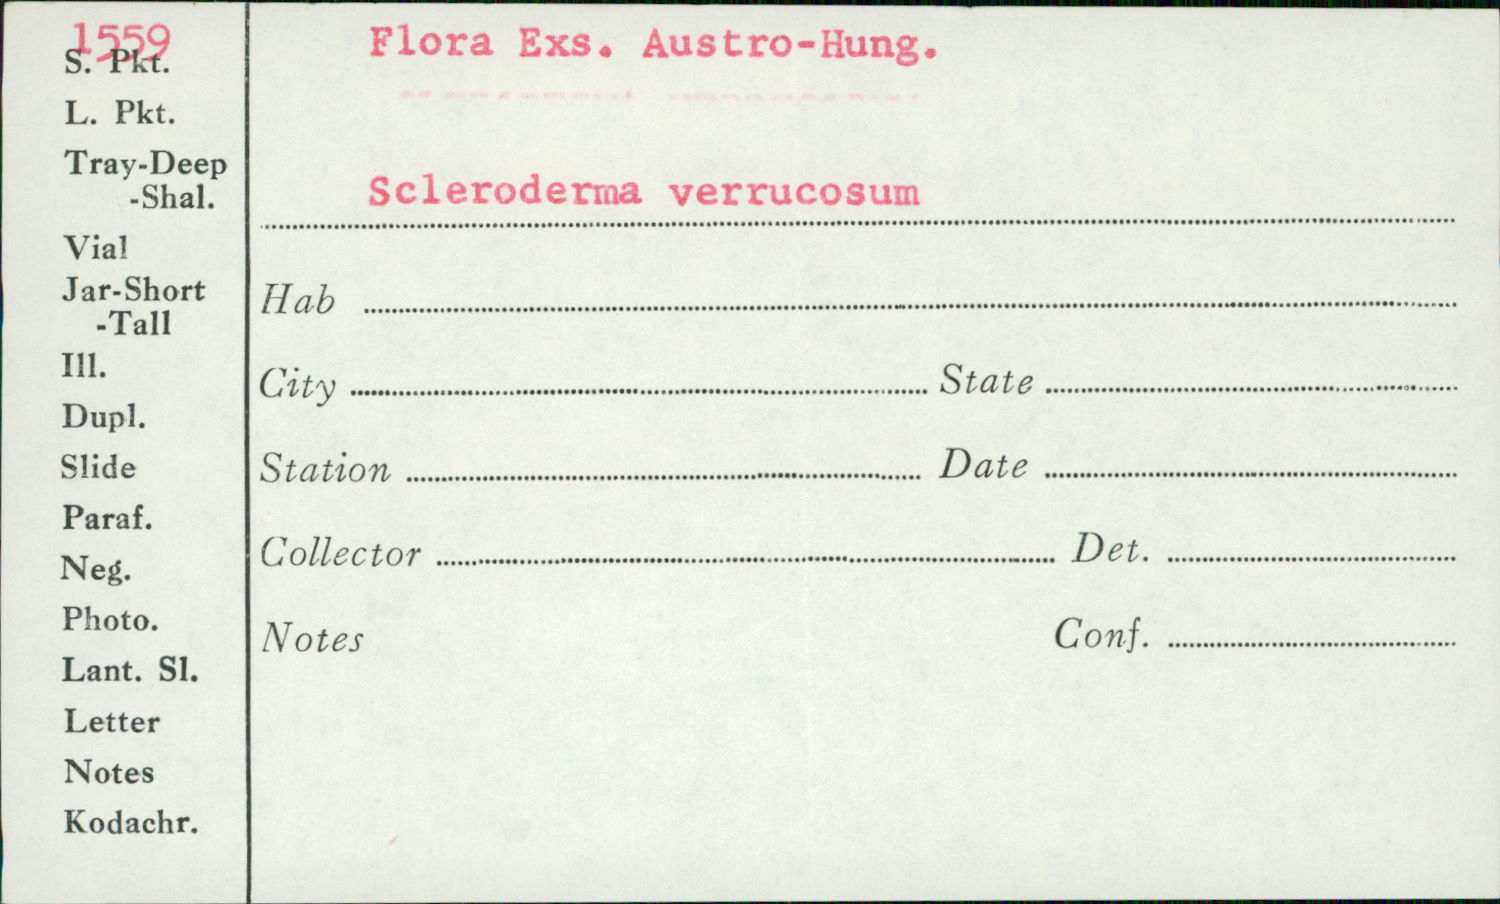 1559
S. Pkt.
L. Pkt.
Tray-Deep
-Shal.
Vial
Jar-Short
-Tall
Ill.
Dupl.
Slide
Paraf.
Neg.
Photo.
Lant. Sl.
Letter
Notes
Kodachr.
Flora Exs. Austro-Hung.
Scleroderma verrucosum
Hab
City State
Station Date
Collector Det.
Notes Conf.